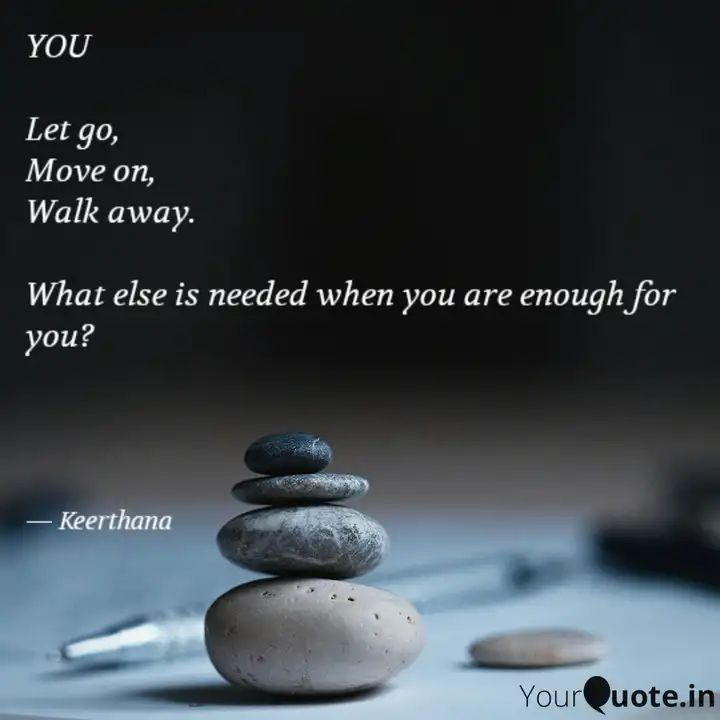 YOU
Let go,
Move on,
Walk away.
What else is needed when you are enough for
you?
— Keerthana
YourQuote.in